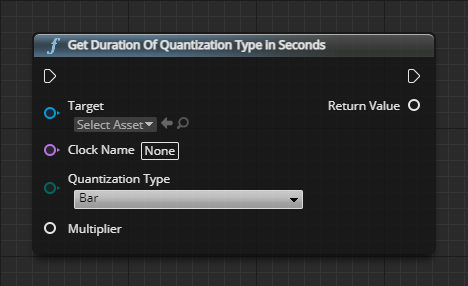 Get Duration Of Quantization Type in Seconds
Target
Return Value
Select Asset
Clock Name None
Quantization Type
Bar
Multiplier